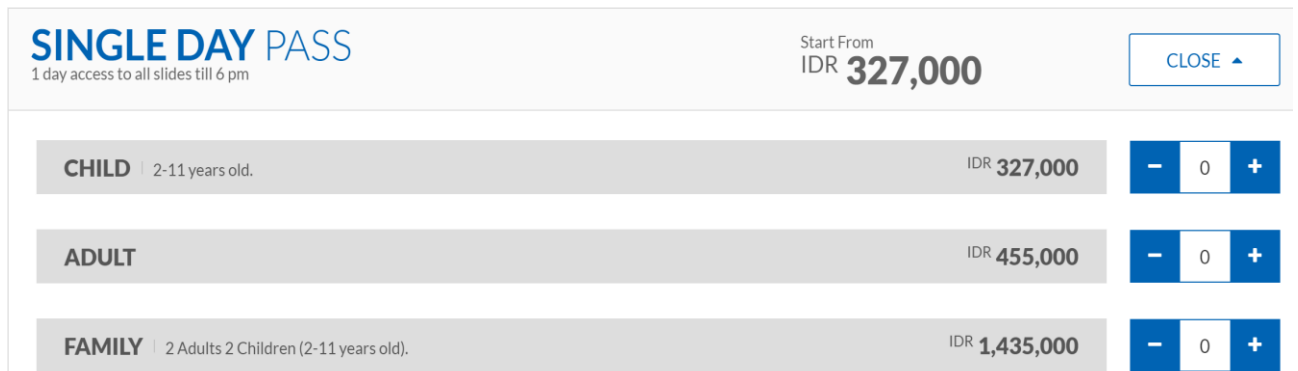 SINGLE DAY PASS
1 day access to all slides till 6 pm
Start From
IDR 327,000
CLOSE
CHILD 2-11 years old. IDR 327,000 0
ADULT IDR 455,000 0
FAMILY 2 Adults 2 Children (2-11 years old). IDR 1,435,000 0